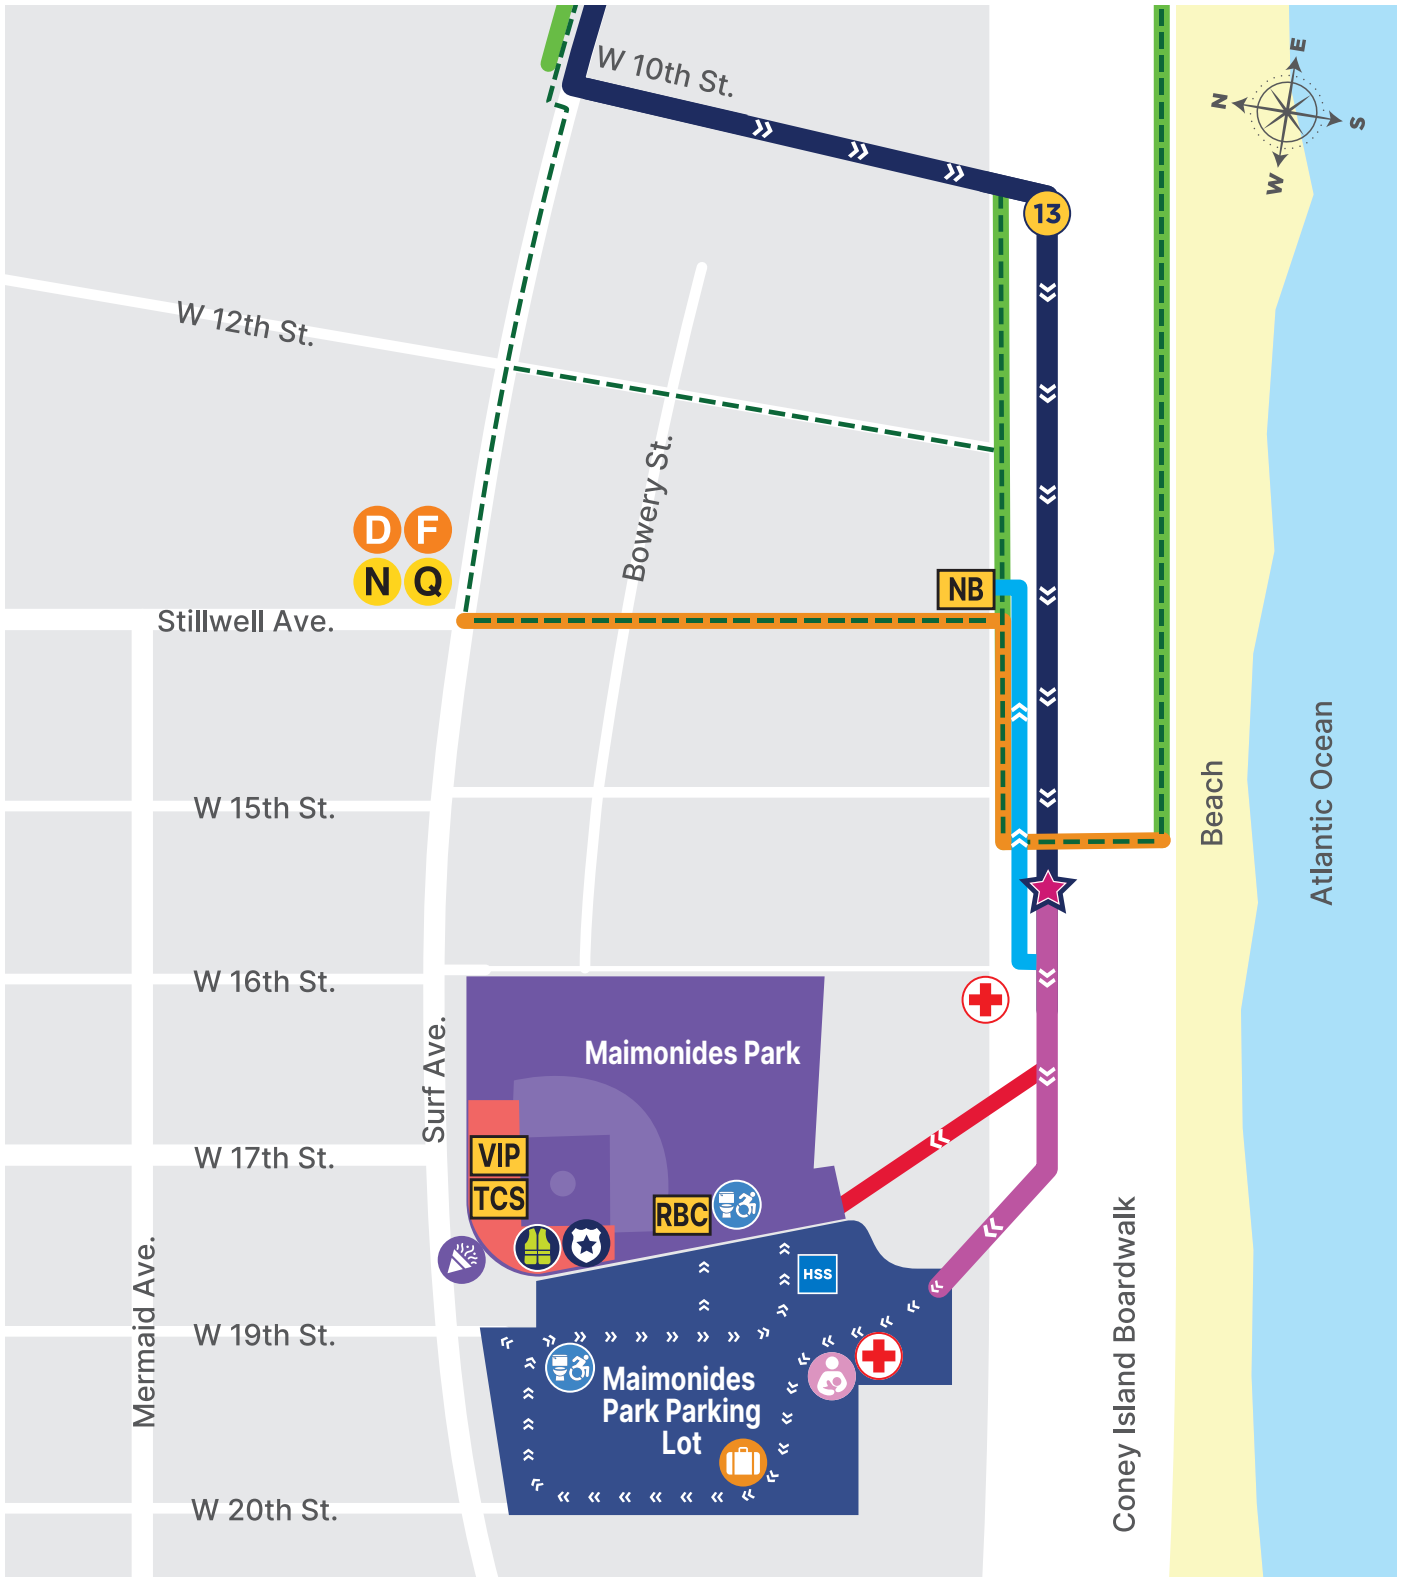 W 10th St.
E
N
S
W
13
W 12th St.
Bowery St.
D
F
N
Q
NB
Stillwell Ave.
Atlantic Ocean
Beach
W 15th St.
W 16th St.
Maimonides Park
Surf Ave.
VIP
W 17th St.
TCS
RBC
Coney Island Boardwalk
HSS
Mermaid Ave.
W 19th St.
Maimonides
Park Parking
Lot
W 20th St.